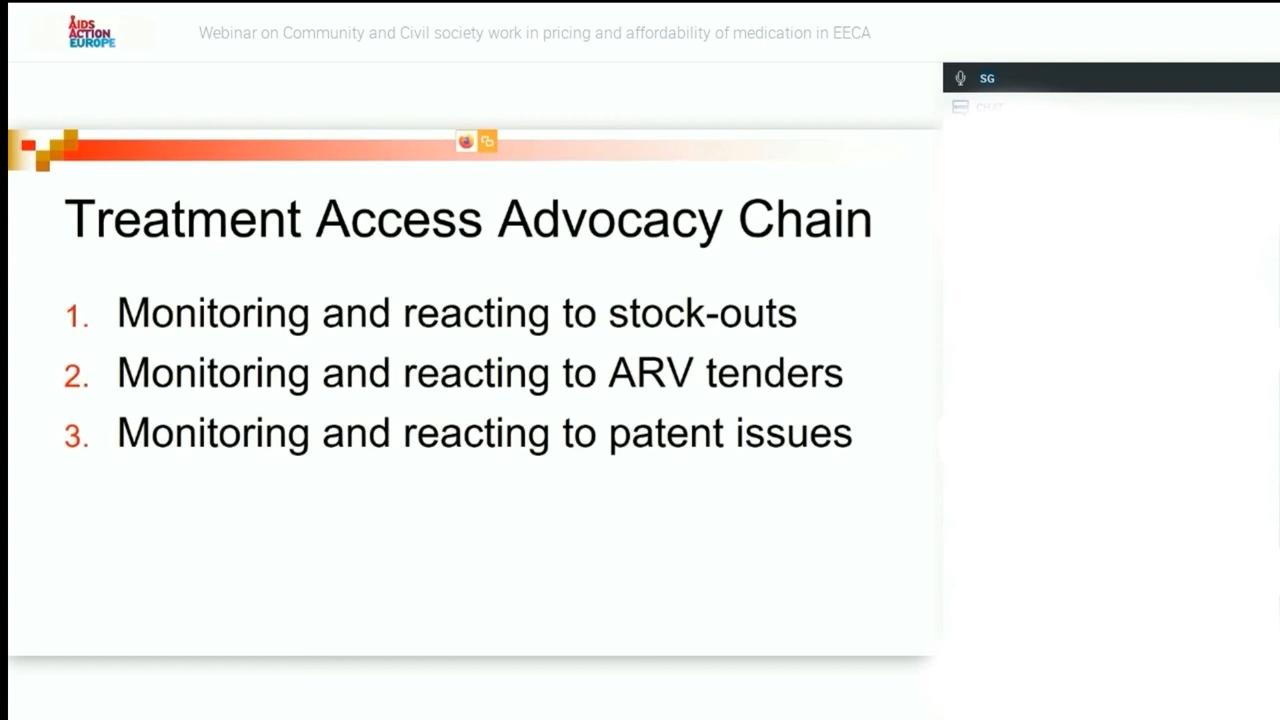 AIDS
ACTION
EUROPE
Webinar on Community and Civil society work in pricing and affordability of medication in EECA
SG
CHAT
Treatment Access Advocacy Chain
1. Monitoring and reacting to stock-outs
2. Monitoring and reacting to ARV tenders
3. Monitoring and reacting to patent issues